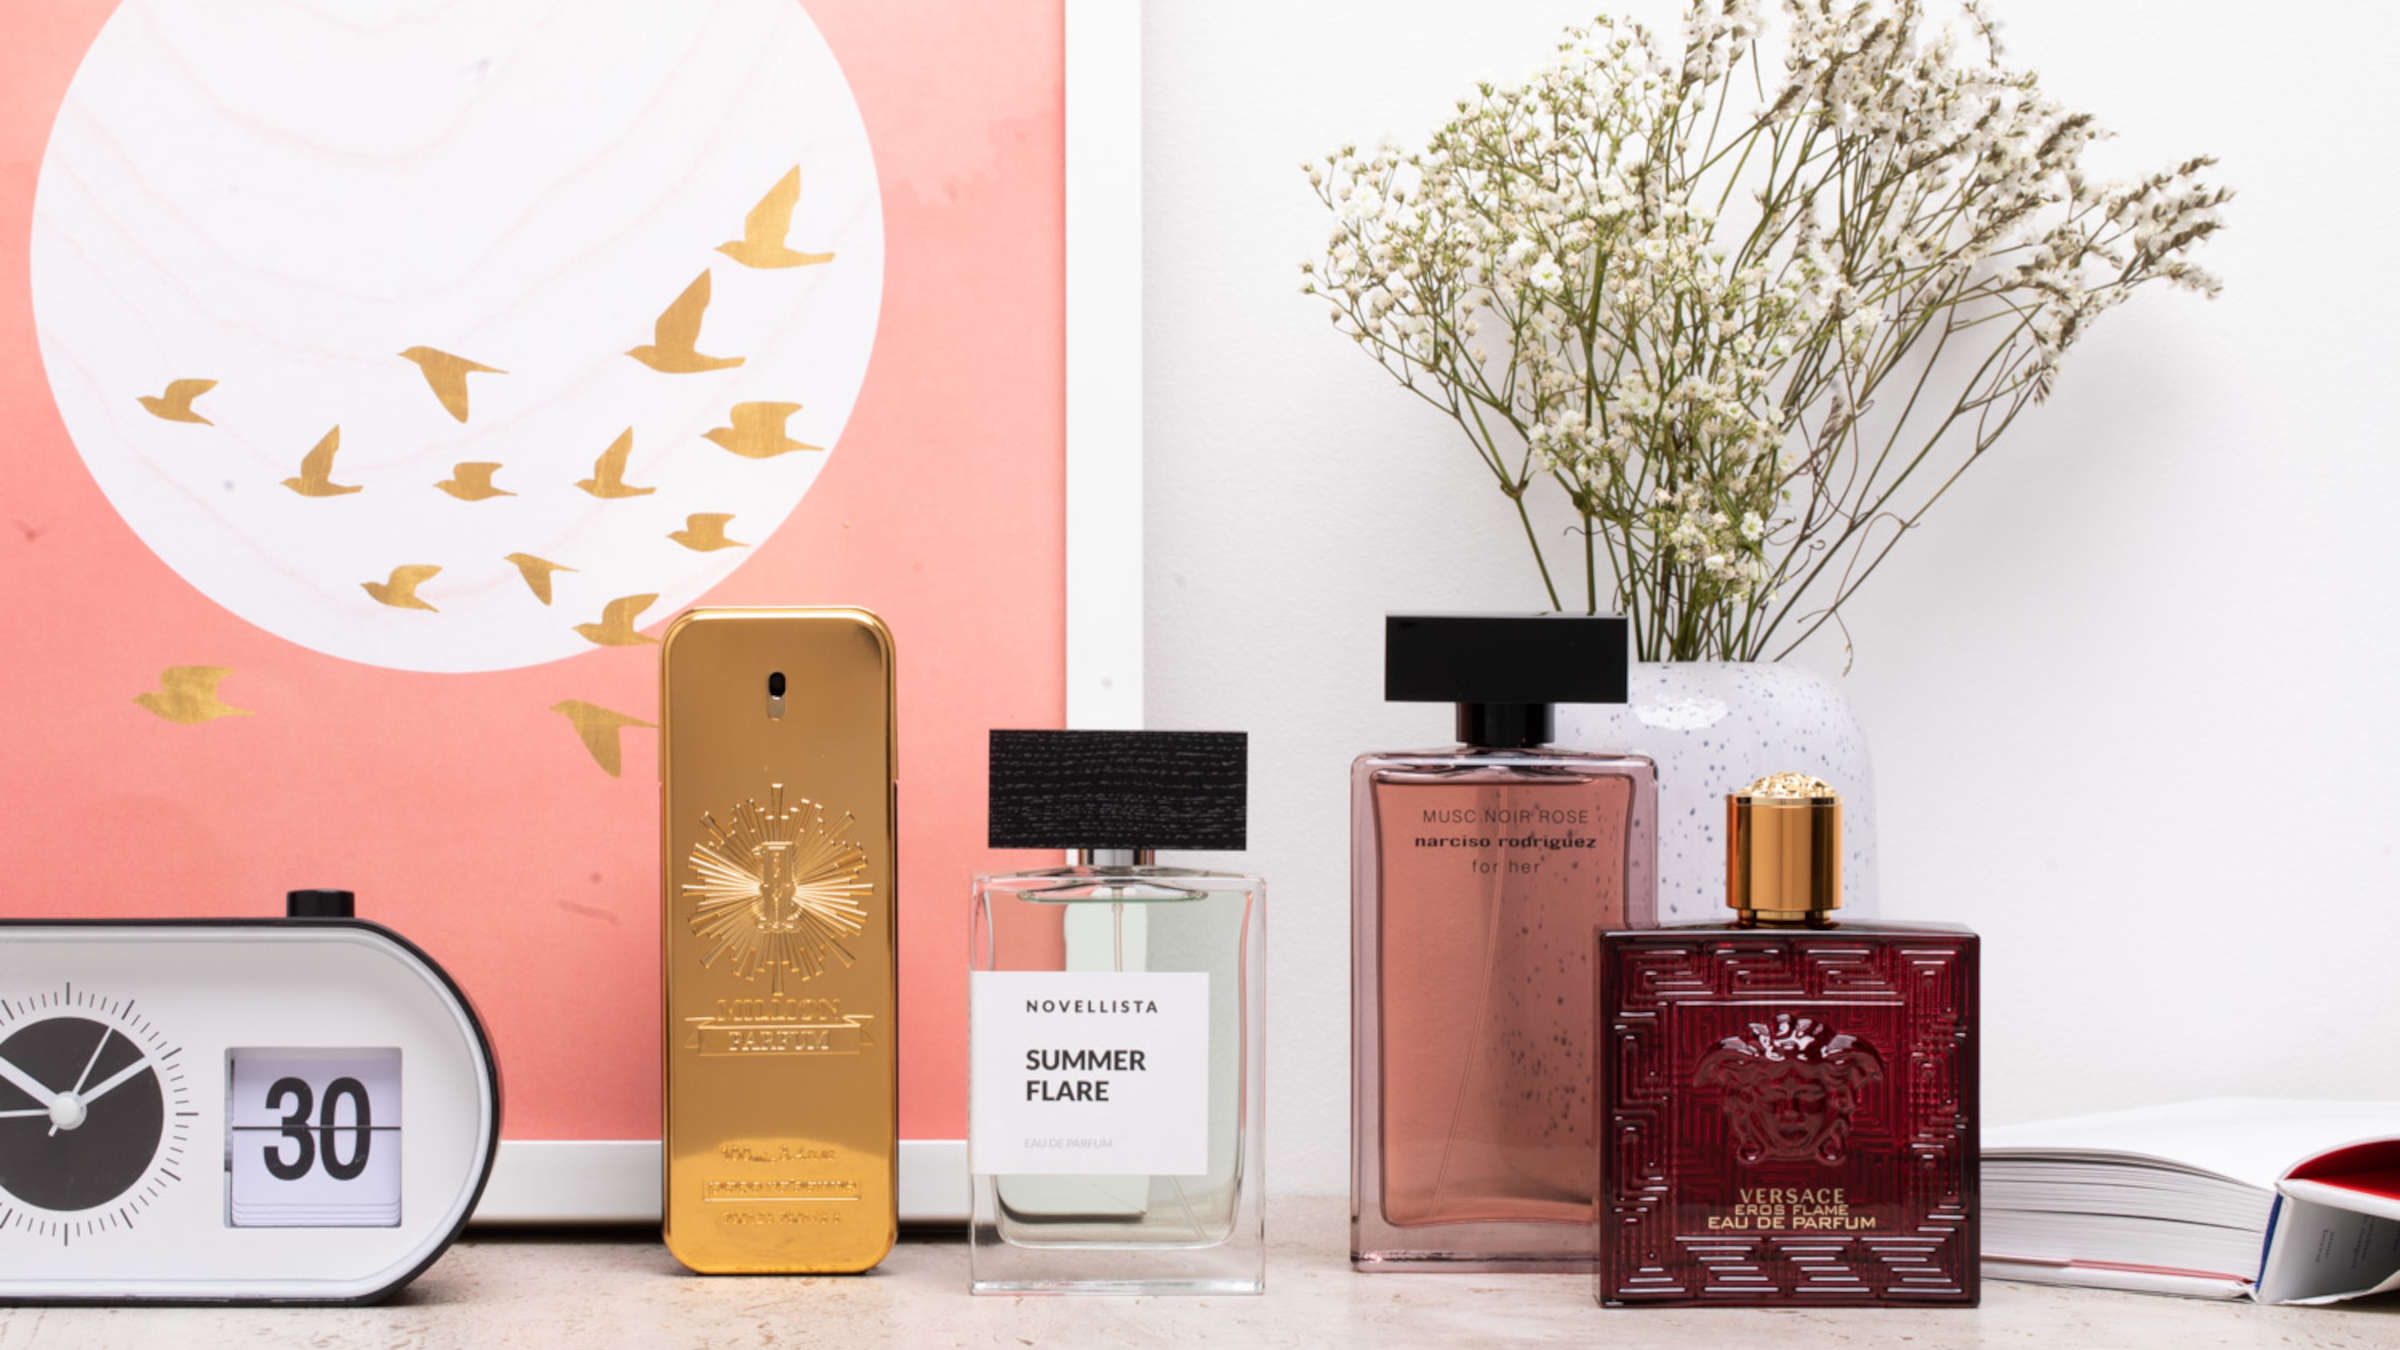 30
1
MILLION
PARFUM
NOVELLISTA
SUMMER
FLARE
EAU DE PARFUM
MUSC NOIR ROSE
narciso rodriguez
for her
VERSACE
EROS FLAME
EAU DE PARFUM